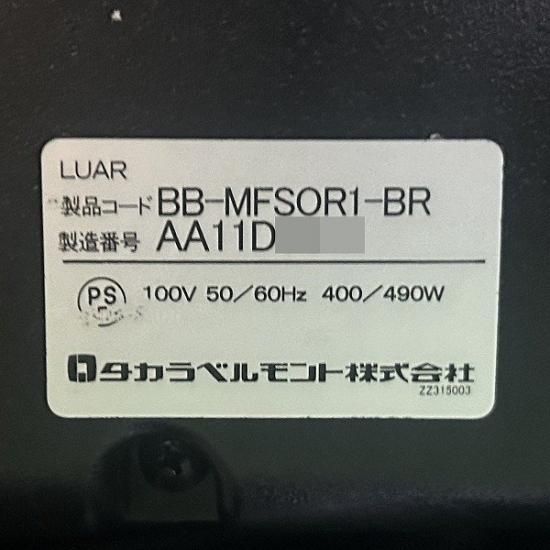 LUAR
製品コード BB-MFSOR1-BR
製造番号 AA11D
PS E 100V 50/60Hz 400/490W
タカラベルモント株式会社
ZZ315003